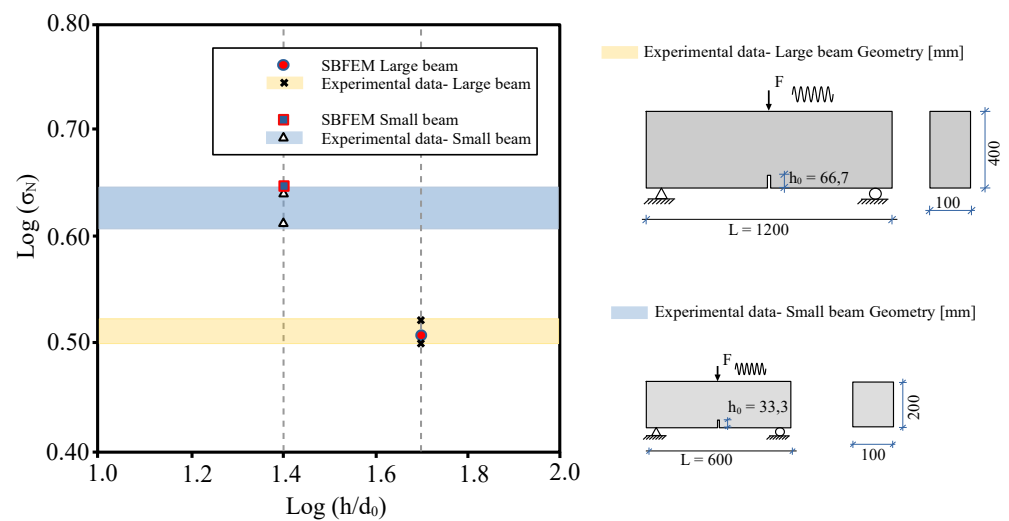 0.80
0.70
0.60
0.50
0.40
Log (σN)
1.0
1.2
1.4
1.6
1.8
2.0
Log (h/d0)
SBFEM Large beam
Experimental data- Large beam
SBFEM Small beam
Experimental data- Small beam
Experimental data- Large beam Geometry [mm]
F
h0 = 66,7
400
100
L = 1200
Experimental data- Small beam Geometry [mm]
F
h0 = 33,3
200
100
L = 600